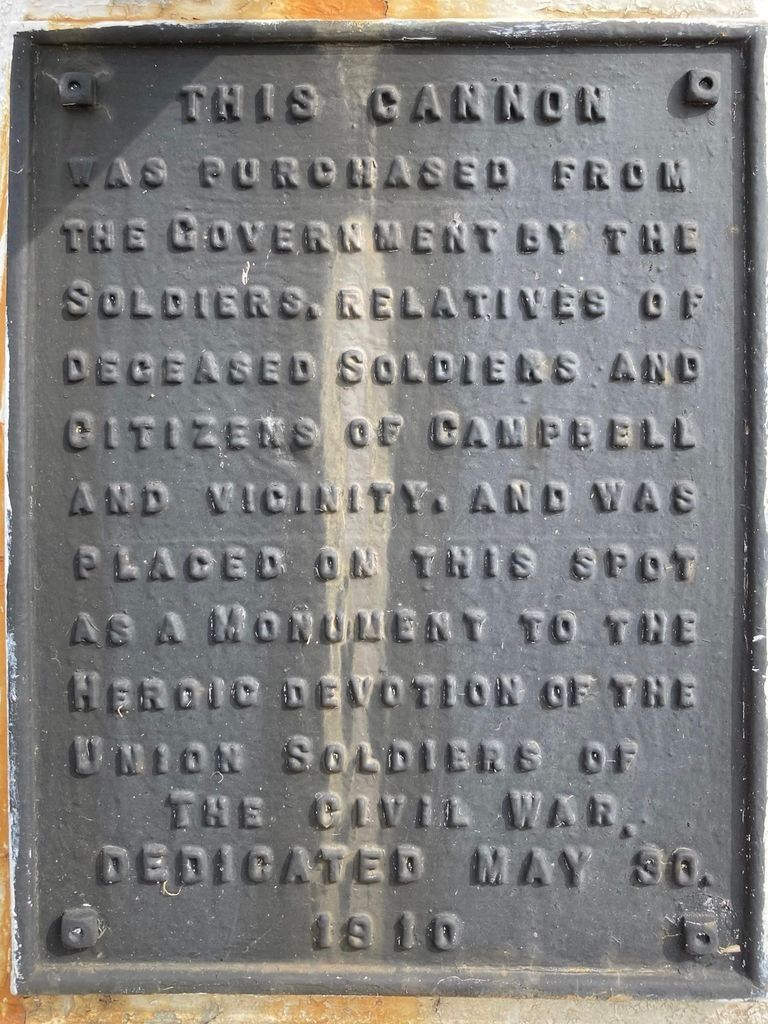 THIS CANNON
WAS PURCHASED FROM
THE GOVERNMENT BY THE
SOLDIERS, RELATIVES OF
DECEASED SOLDIERS AND
CITIZENS OF CAMPBELL
AND VICINITY, AND WAS
PLACED ON THIS SPOT
AS A MONUMENT TO THE
HEROIC DEVOTION OF THE
UNION SOLDIERS OF
THE CIVIL WAR,
DEDICATED MAY 30,
1910